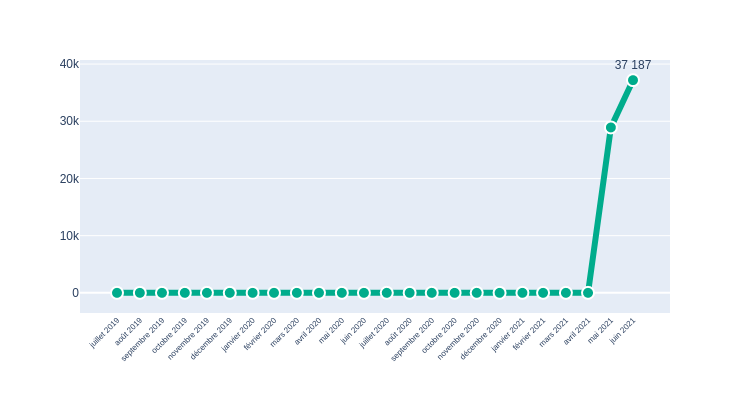 40k
37 187
30k
20k
10k
0
juillet 2019
août 2019
septembre 2019
octobre 2019
novembre 2019
décembre 2019
janvier 2020
février 2020
mars 2020
avril 2020
mai 2020
juin 2020
juillet 2020
août 2020
septembre 2020
octobre 2020
novembre 2020
décembre 2020
janvier 2021
février 2021
mars 2021
avril 2021
mai 2021
juin 2021